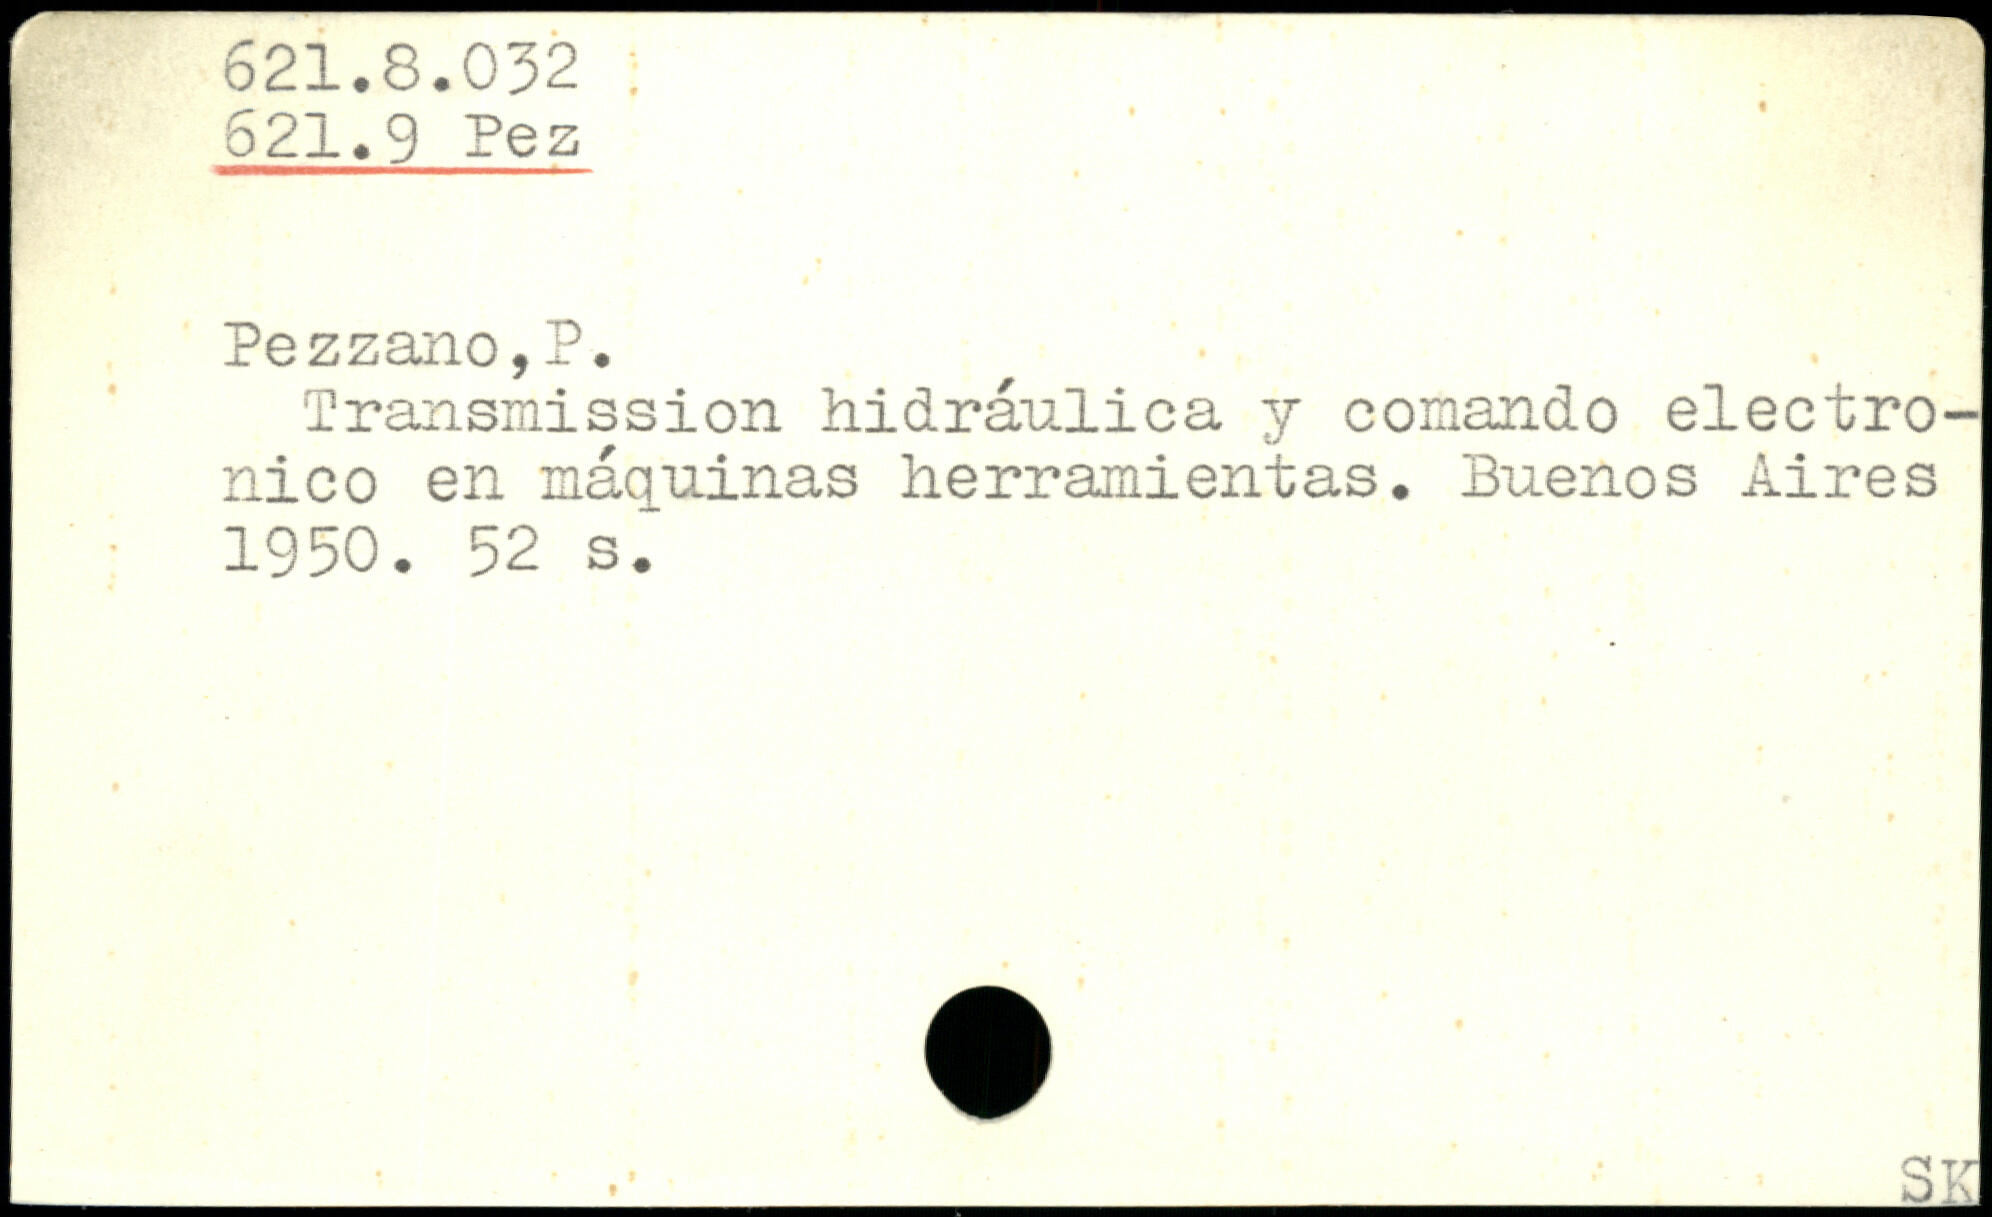 621.8.032
621.9 Pez
Pezzano,P.
Transmission hidráulica y comando electro-
nico en máquinas herramientas. Buenos Aires
1950. 52 s.
SK